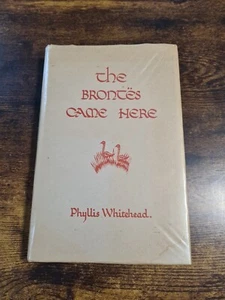 the
BRONTËS
CAME HERE
Phyllis Whitehead.